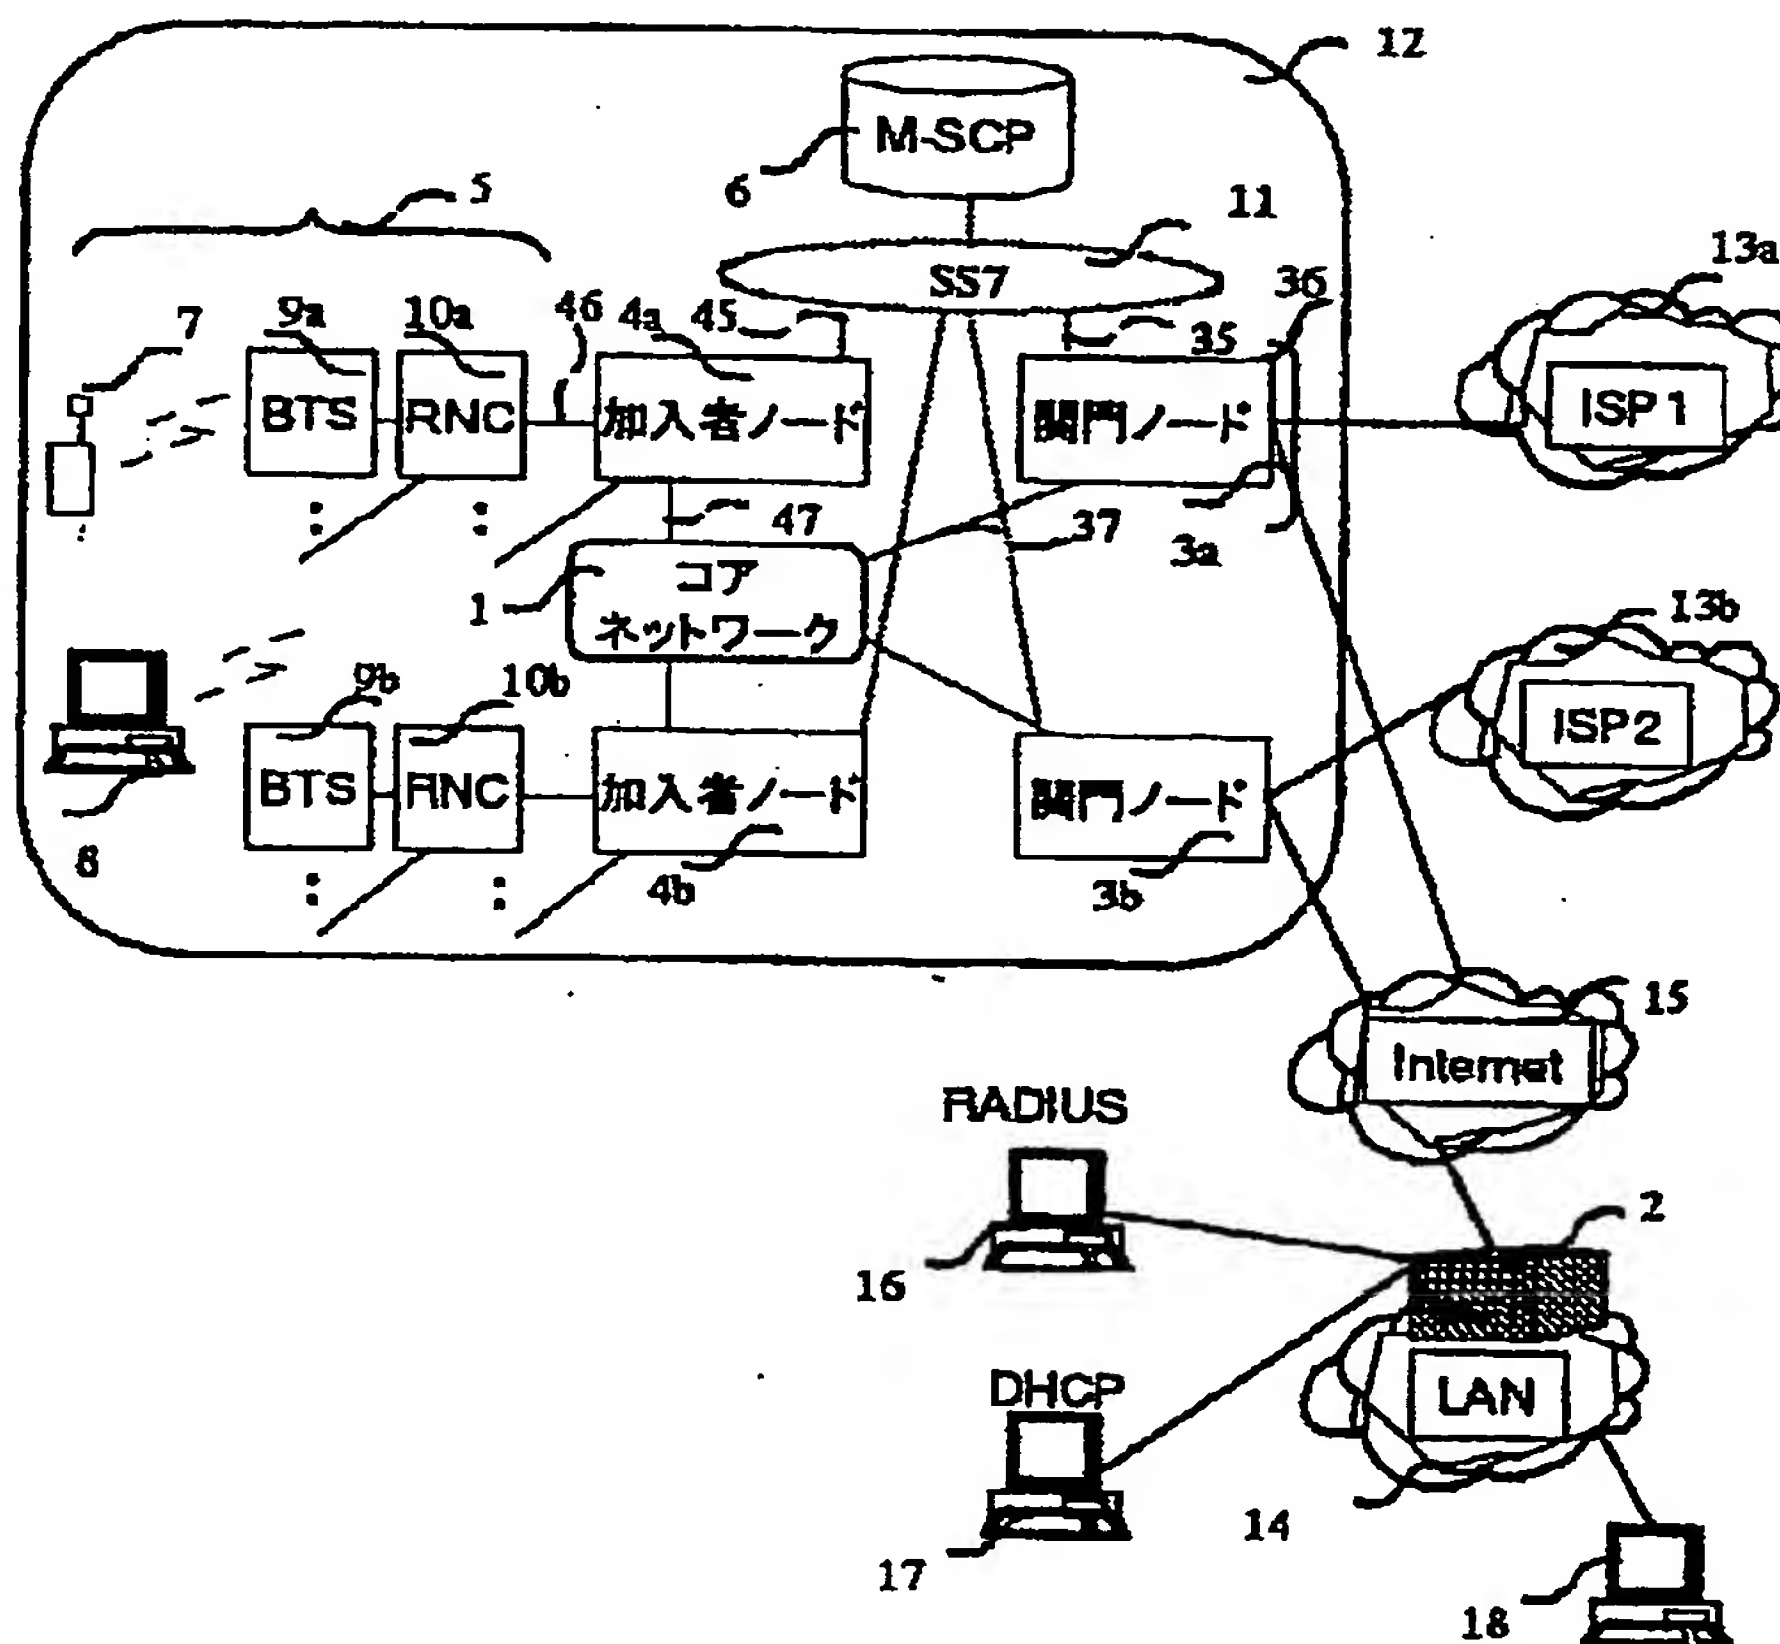 12
M-SCP
6
5
11
SS7
13a
7
9a
10a
46
4a
45
35
36
BTS
RNC
加入者ノード
関門ノード
ISP1
47
37
3a
1
コア
ネットワーク
13b
9b
10b
ISP2
BTS
RNC
加入者ノード
関門ノード
8
4b
3b
15
Internet
RADIUS
2
16
DHCP
LAN
14
17
18